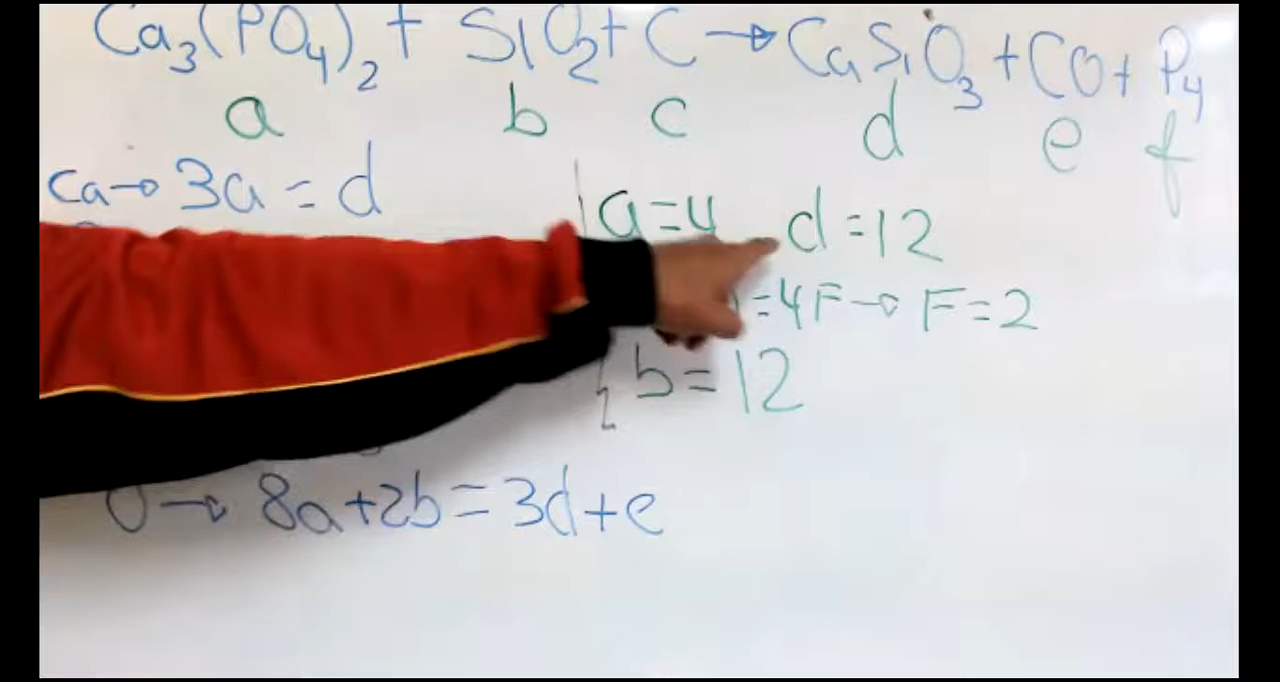 Ca3(PO4)2 + SiO2 + C → CaSiO3 + CO + P4
a b c d e f
Ca → 3a = d
a = 4 d = 12
= 4F → F = 2
b = 12
O → 8a + 2b = 3d + e